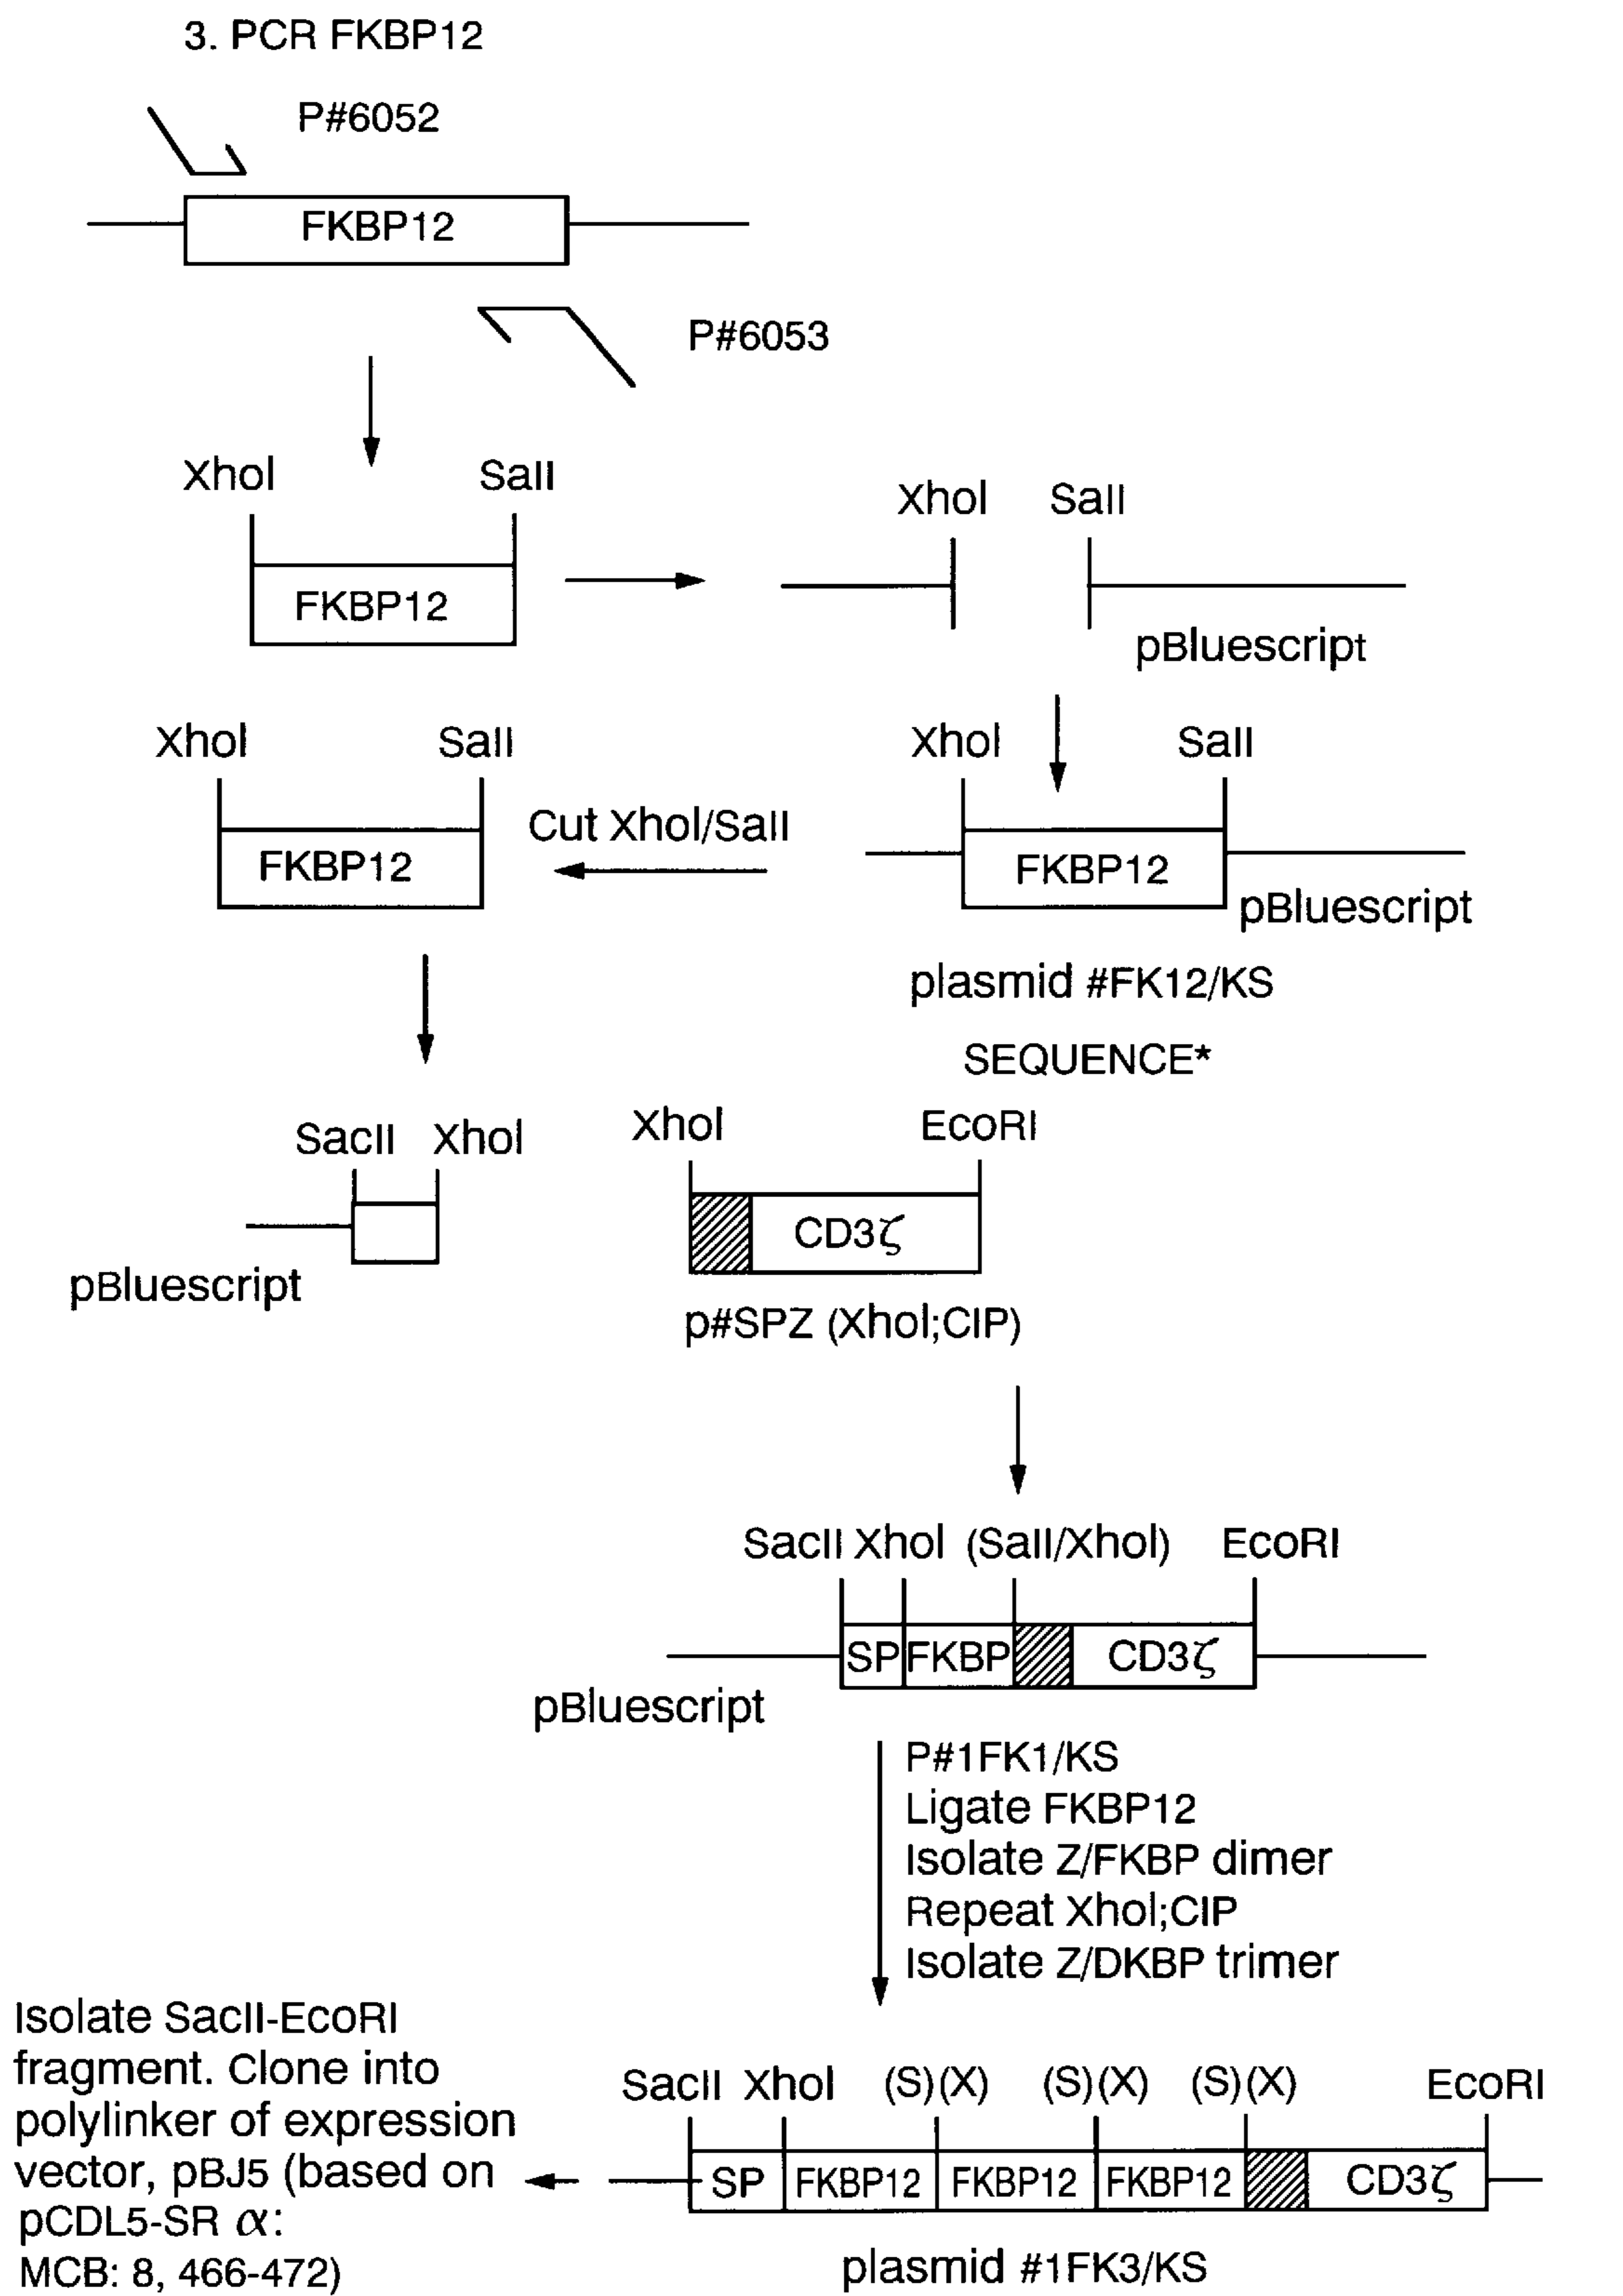 3. PCR FKBP12
P#6052
FKBP12
P#6053
XhoI SalI
FKBP12
XhoI SalI
pBluescript
XhoI SalI
FKBP12
Cut XhoI/SalI
XhoI SalI
FKBP12
pBluescript
plasmid #FK12/KS
SEQUENCE*
SacII XhoI
pBluescript
XhoI EcoRI
CD3ζ
p#SPZ (XhoI;CIP)
SacII XhoI (SalI/XhoI) EcoRI
SP FKBP CD3ζ
pBluescript
P#1FK1/KS
Ligate FKBP12
Isolate Z/FKBP dimer
Repeat XhoI;CIP
Isolate Z/DKBP trimer
Isolate SacII-EcoRI
fragment. Clone into
polylinker of expression
vector, pBJ5 (based on
pCDL5-SR α:
MCB: 8, 466-472)
SacII XhoI (S)(X) (S)(X) (S)(X) EcoRI
SP FKBP12 FKBP12 FKBP12 CD3ζ
plasmid #1FK3/KS